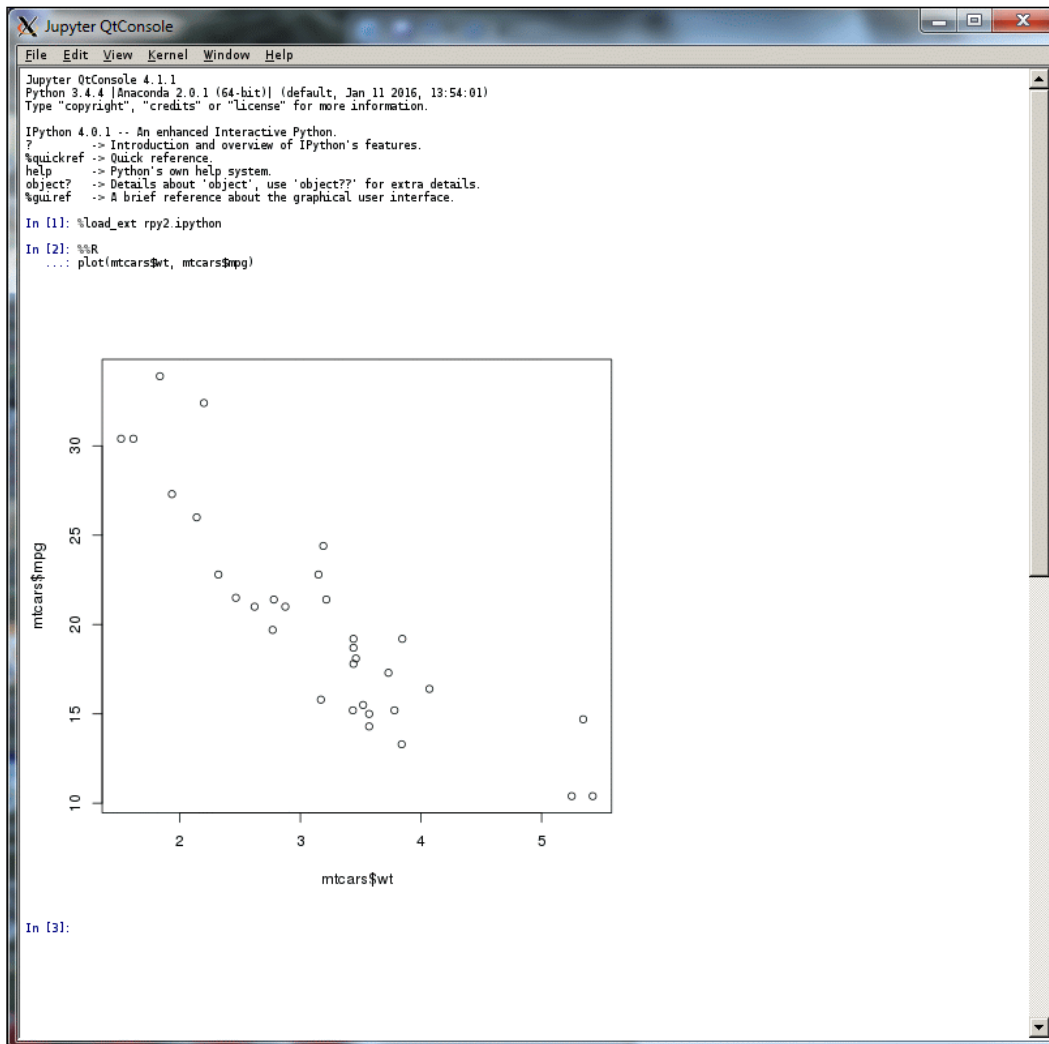 Jupyter QtConsole
File Edit View Kernel Window Help
Jupyter QtConsole 4.1.1
Python 3.4.4 |Anaconda 2.0.1 (64-bit)| (default, Jan 11 2016, 13:54:01)
Type "copyright", "credits" or "license" for more information.
IPython 4.0.1 -- An enhanced Interactive Python.
? -> Introduction and overview of IPython's features.
%quickref -> Quick reference.
help -> Python's own help system.
object? -> Details about 'object', use 'object??' for extra details.
%guiref -> A brief reference about the graphical user interface.
In [1]: %load_ext rpy2.ipython
In [2]: %%R
...: plot(mtcars$wt, mtcars$mpg)
30
25
20
15
10
mtcars$mpg
2 3 4 5
mtcars$wt
In [3]: